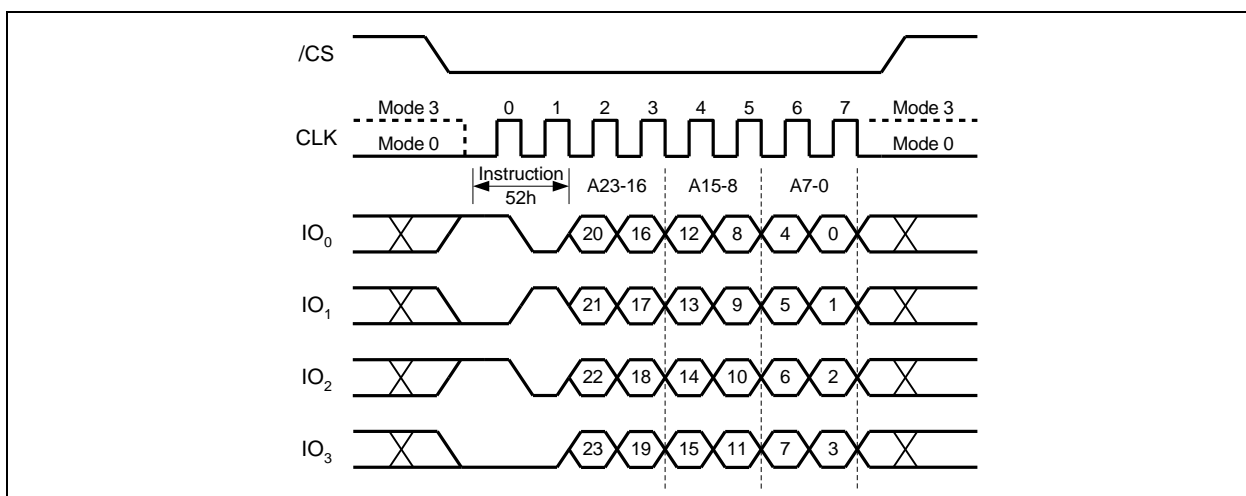 /CS
Mode 3 0 1 2 3 4 5 6 7 Mode 3
CLK Mode 0 Mode 0
Instruction A23-16 A15-8 A7-0
52h
IO0 20 16 12 8 4 0
IO1 21 17 13 9 5 1
IO2 22 18 14 10 6 2
IO3 23 19 15 11 7 3